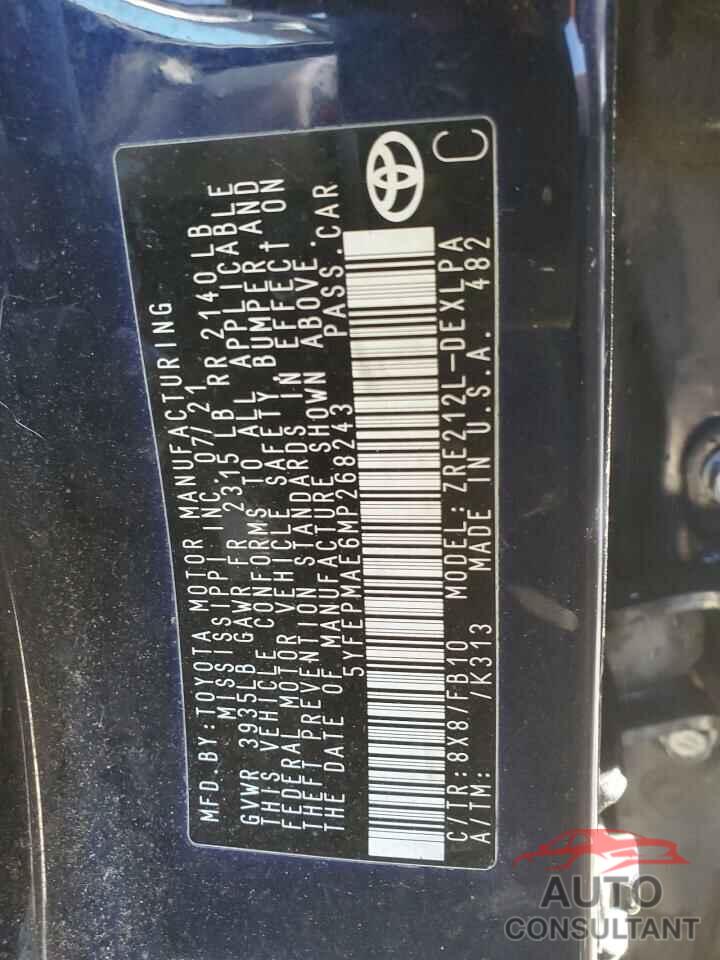 MFD.BY:TOYOTA MOTOR MANUFACTURING
MISSISSIPPI INC. 07/21
GVWR 3935LB GAWR FR 2315 LB RR 2140 LB
THIS VEHICLE CONFORMS TO ALL APPLICABLE
FEDERAL MOTOR VEHICLE SAFETY, BUMPER AND
THEFT PREVENTION STANDARDS IN EFFECT ON
THE DATE OF MANUFACTURE SHOWN ABOVE.
5YFEPMAE6MP268243 PASS.CAR
C/TR:8X8/FB10 MODEL:ZRE212L-DEXLPA C
A/TM: /K313 MADE IN U.S.A. 482
AUTO
CONSULTANT